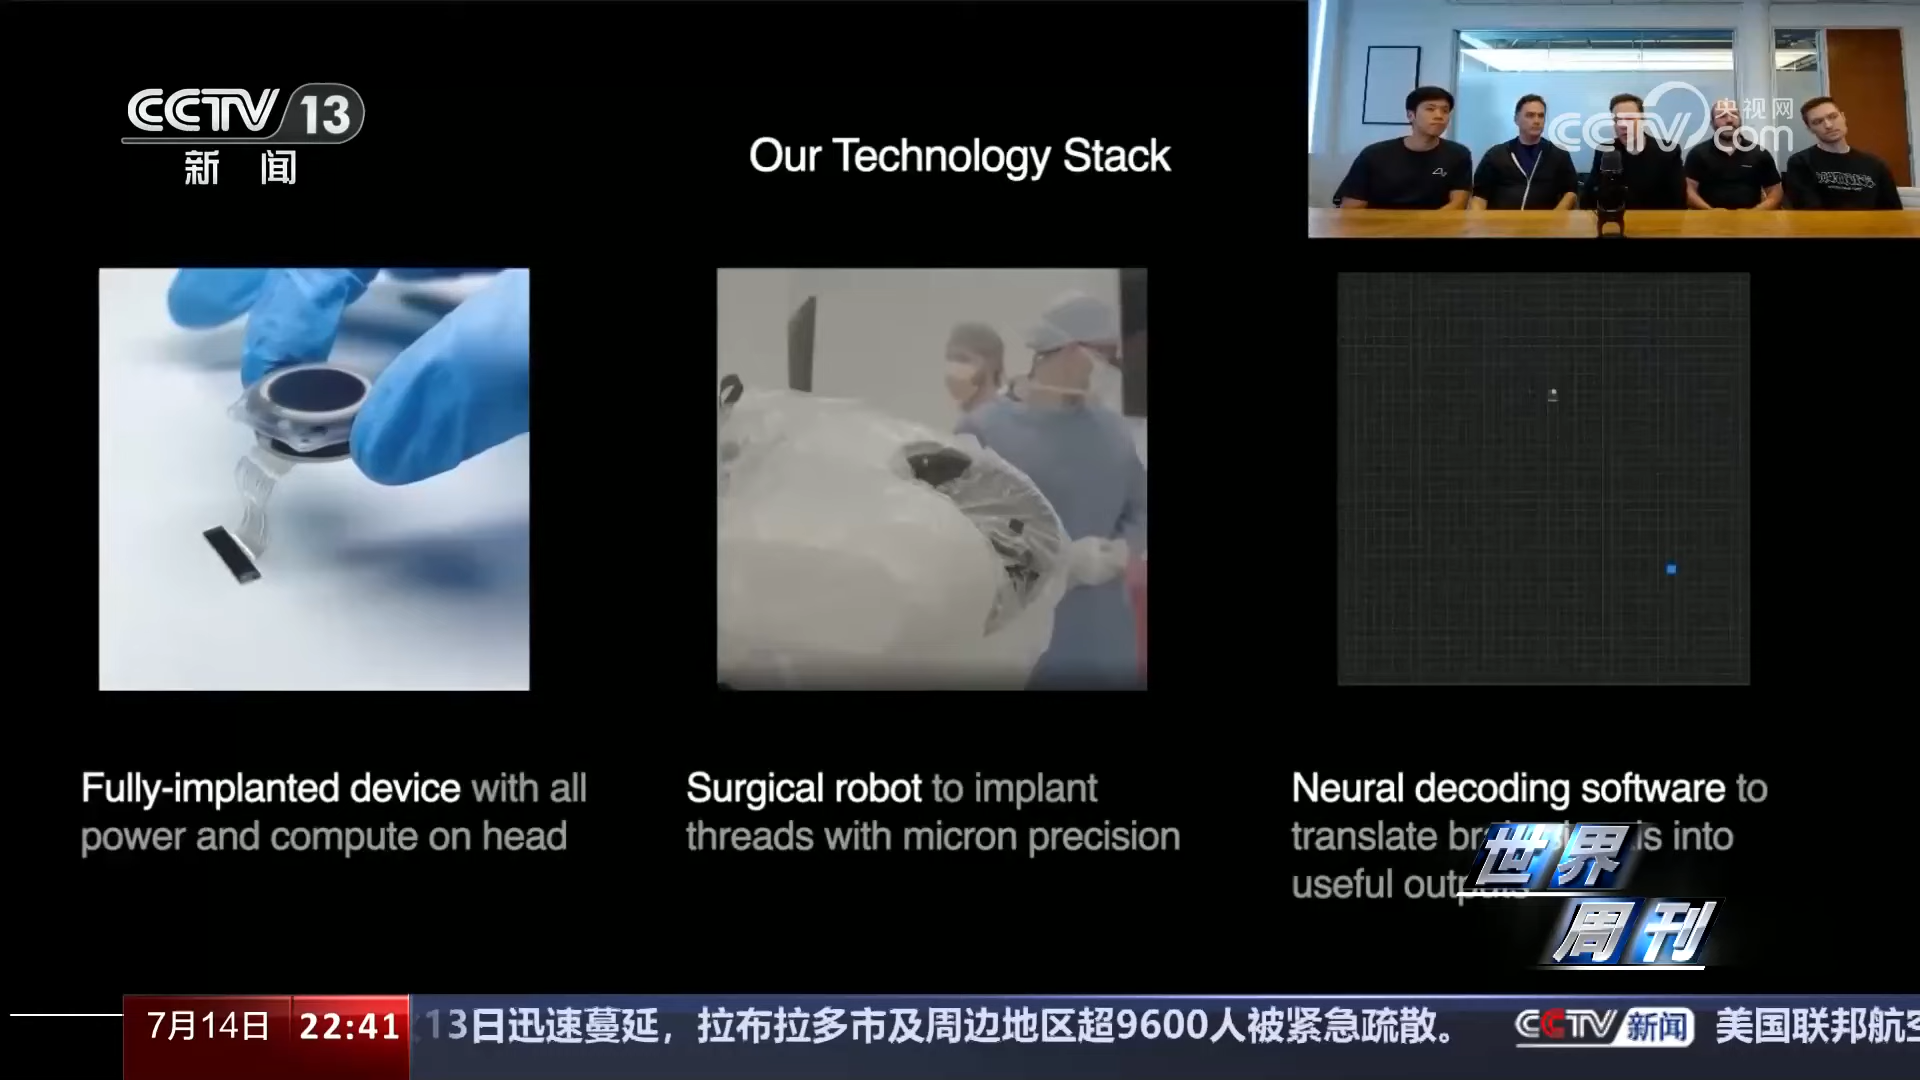 CCTV 13
新闻
央视网
CCTV com
Our Technology Stack
Fully-implanted device with all
power and compute on head
Surgical robot to implant
threads with micron precision
Neural decoding software to
translate into
useful outputs
世界
周刊
7月14日 22:41 13日迅速蔓延，拉布拉多市及周边地区超9600人被紧急疏散。 CCTV 新闻 美国联邦航空